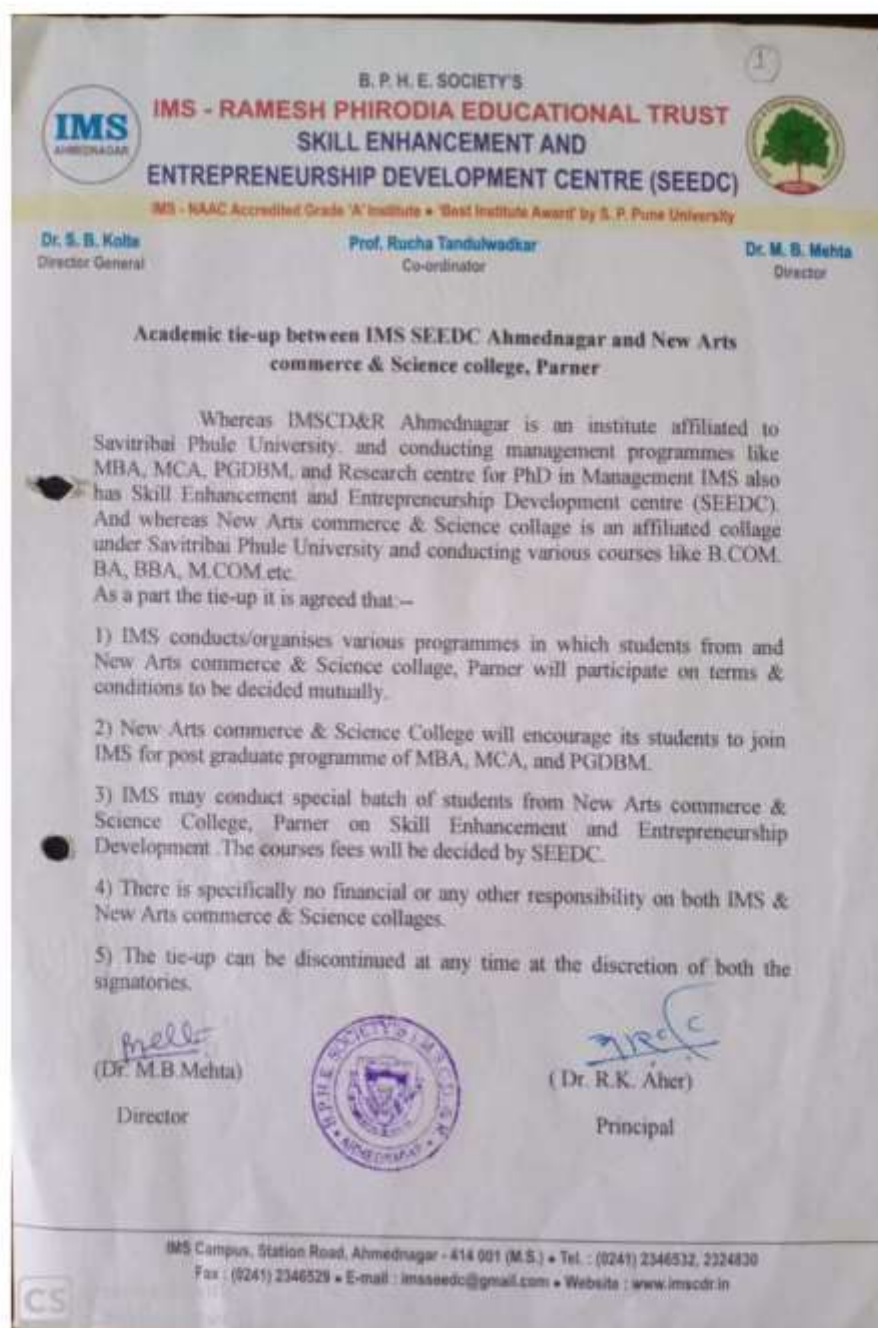 1
B. P. H. E. SOCIETY'S
IMS - RAMESH PHIRODIA EDUCATIONAL TRUST
SKILL ENHANCEMENT AND
ENTREPRENEURSHIP DEVELOPMENT CENTRE (SEEDC)
IMS
AHMEDNAGAR
IMS - NAAC Accredited Grade 'A' Institute • 'Best Institute Award' by S. P. Pune University
Dr. S. B. Kolte
Director General
Prof. Rucha Tandulwadkar
Co-ordinator
Dr. M. B. Mehta
Director
Academic tie-up between IMS SEEDC Ahmednagar and New Arts
commerce & Science college, Parner
Whereas IMSCD&R Ahmednagar is an institute affiliated to
Savitribai Phule University. and conducting management programmes like
MBA, MCA, PGDBM, and Research centre for PhD in Management IMS also
has Skill Enhancement and Entrepreneurship Development centre (SEEDC).
And whereas New Arts commerce & Science collage is an affiliated collage
under Savitribai Phule University and conducting various courses like B.COM.
BA, BBA, M.COM.etc.
As a part the tie-up it is agreed that:--
1) IMS conducts/organises various programmes in which students from and
New Arts commerce & Science collage, Parner will participate on terms &
conditions to be decided mutually.
2) New Arts commerce & Science College will encourage its students to join
IMS for post graduate programme of MBA, MCA, and PGDBM.
3) IMS may conduct special batch of students from New Arts commerce &
Science College, Parner on Skill Enhancement and Entrepreneurship
Development .The courses fees will be decided by SEEDC.
4) There is specifically no financial or any other responsibility on both IMS &
New Arts commerce & Science collages.
5) The tie-up can be discontinued at any time at the discretion of both the
signatories.
(Dr. M.B.Mehta)
Director
B.P.H.E. SOCIETY'S I.M.S.C.D.& R
AHMEDNAGAR
( Dr. R.K. Aher)
Principal
IMS Campus, Station Road, Ahmednagar - 414 001 (M.S.) • Tel. : (0241) 2346532, 2324830
Fax : (0241) 2346529 • E-mail : imsseedc@gmail.com • Website : www.imscdr.in
CS